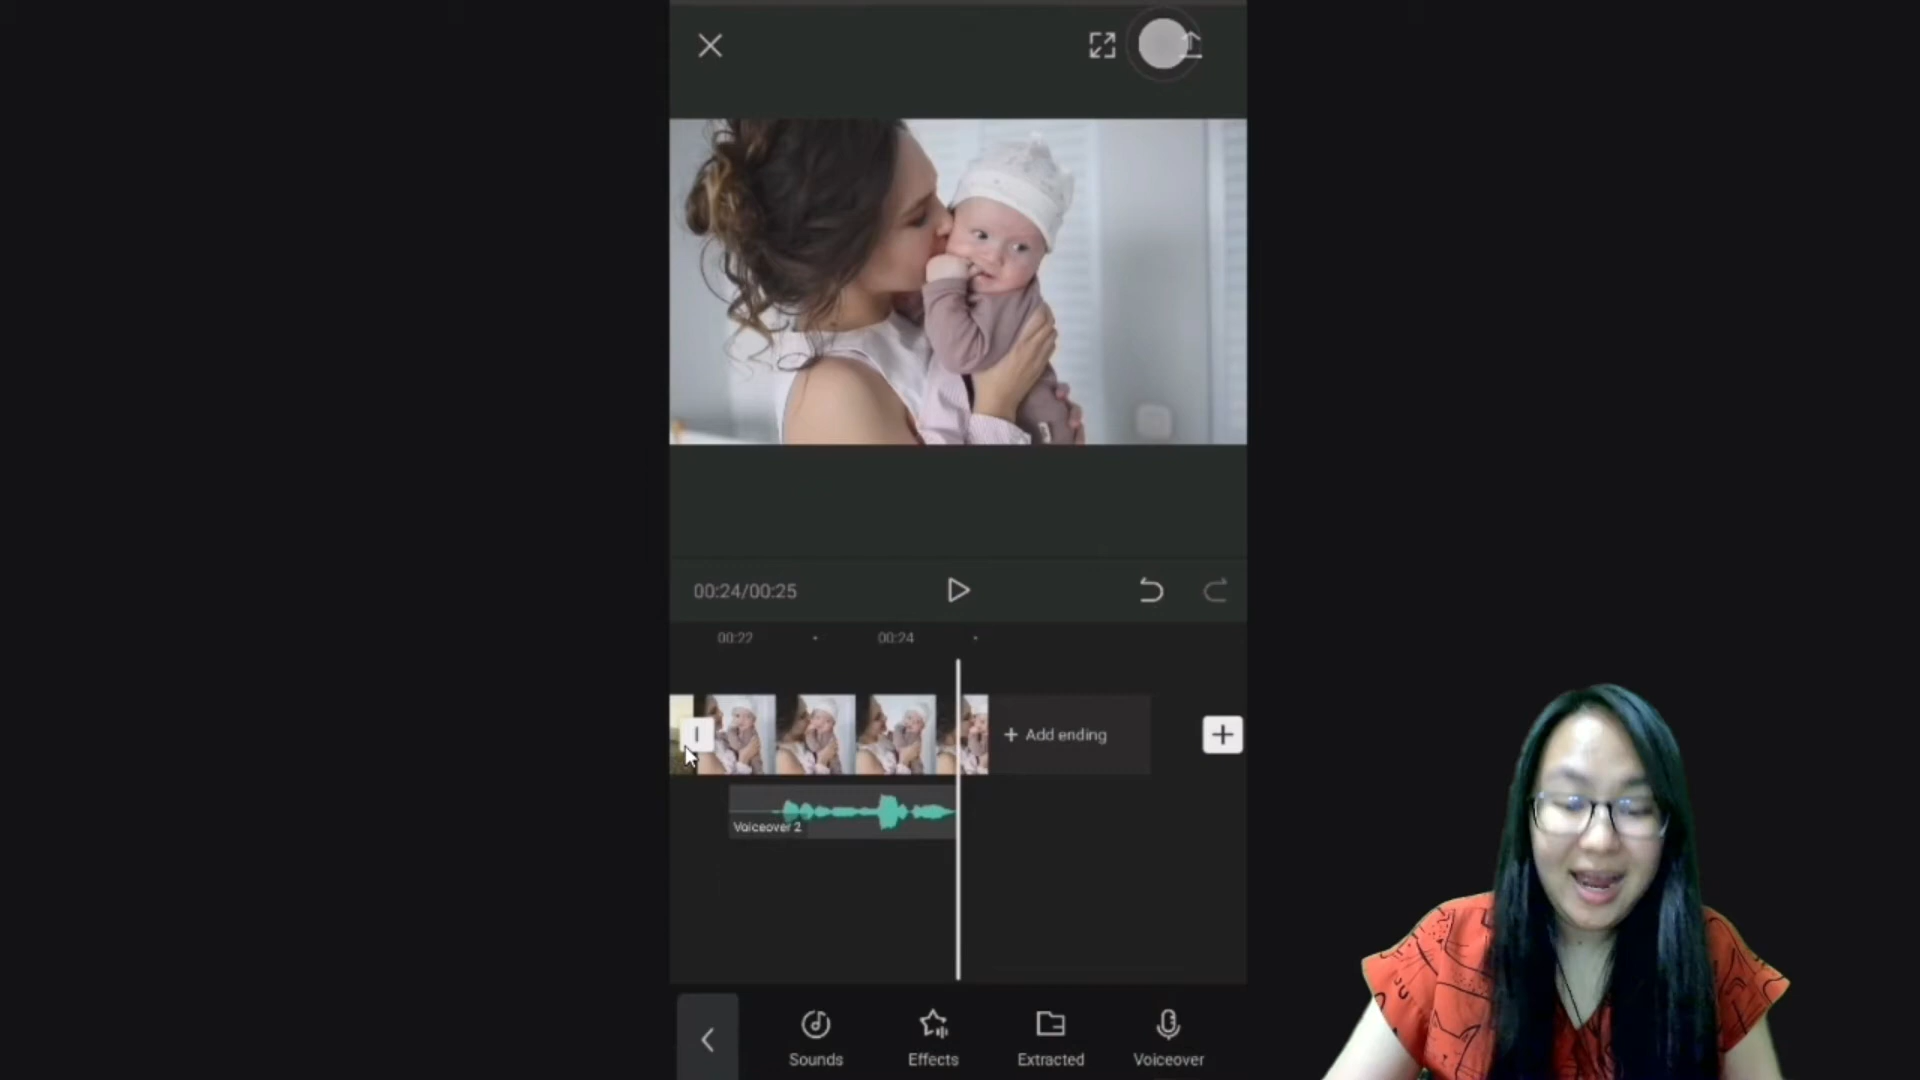 00:24/00:25
00:22
00:24
+ Add ending
Voiceover 2
Sounds
Effects
Extracted
Voiceover